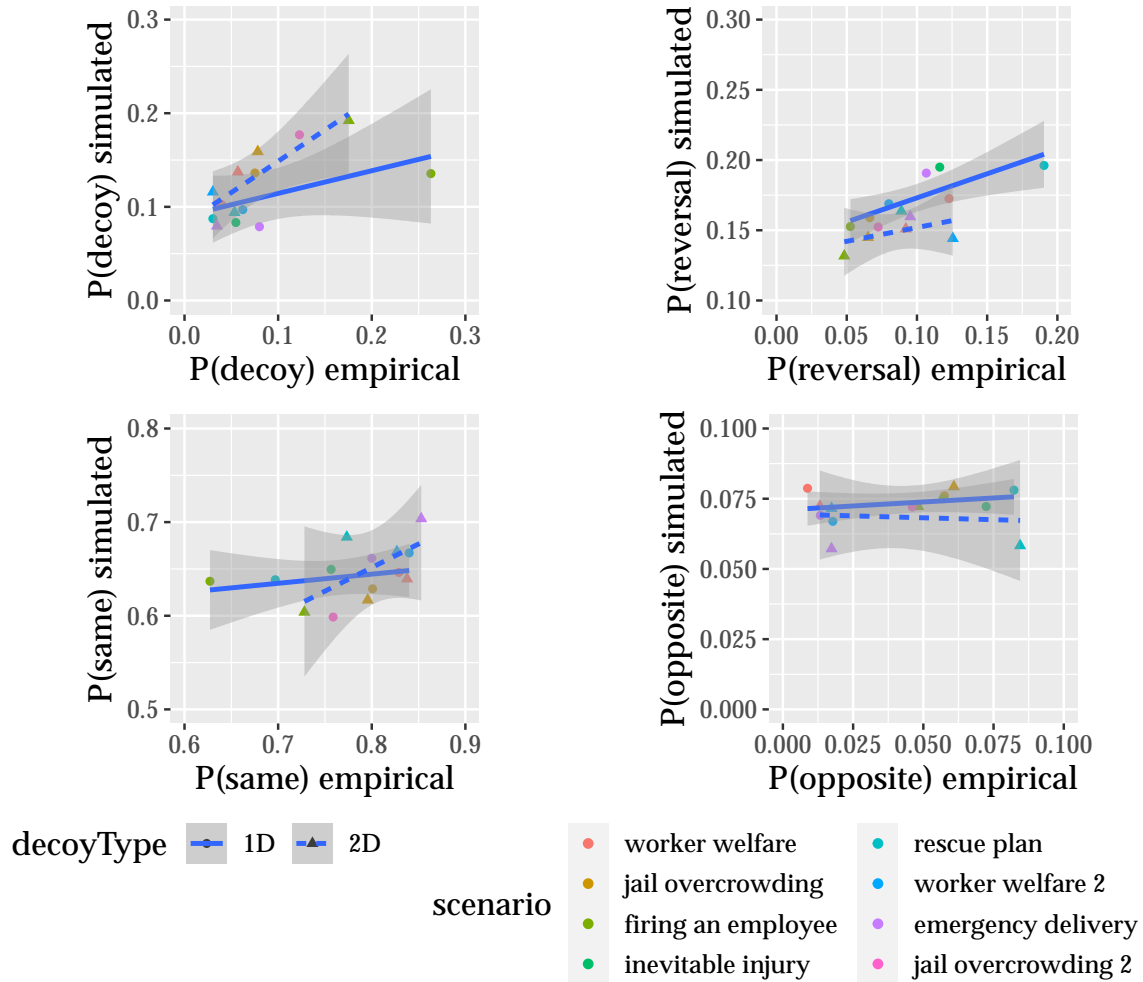 0.3
0.2
0.1
0.0
P(decoy) simulated
0.0 0.1 0.2 0.3
P(decoy) empirical
0.30
0.25
0.20
0.15
0.10
P(reversal) simulated
0.00 0.05 0.10 0.15 0.20
P(reversal) empirical
0.8
0.7
0.6
0.5
P(same) simulated
0.6 0.7 0.8 0.9
P(same) empirical
0.100
0.075
0.050
0.025
0.000
P(opposite) simulated
0.000 0.025 0.050 0.075 0.100
P(opposite) empirical
decoyType 1D 2D
scenario
worker welfare
jail overcrowding
firing an employee
inevitable injury
rescue plan
worker welfare 2
emergency delivery
jail overcrowding 2